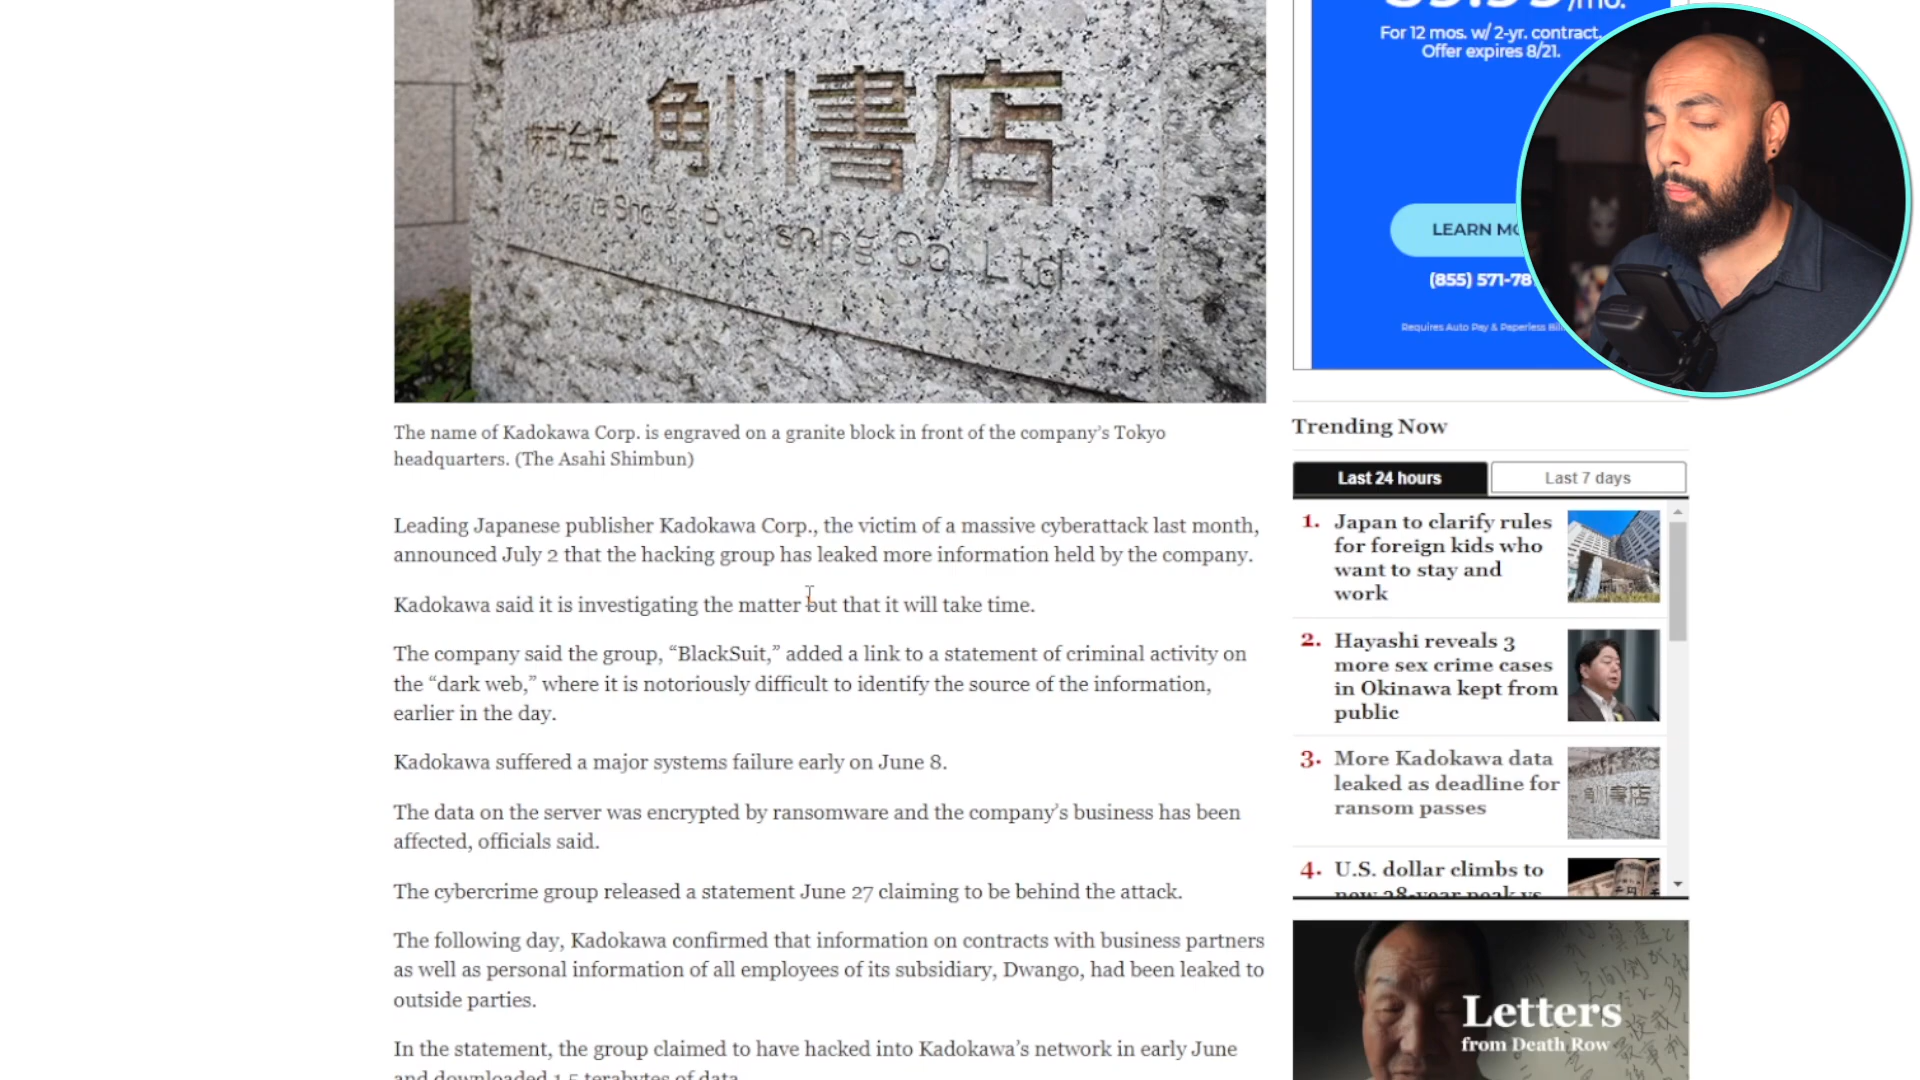 株式会社 角川書店
Kadokawa Shoten Publishing Co. Ltd
The name of Kadokawa Corp. is engraved on a granite block in front of the company's Tokyo
headquarters. (The Asahi Shimbun)
Leading Japanese publisher Kadokawa Corp., the victim of a massive cyberattack last month,
announced July 2 that the hacking group has leaked more information held by the company.
Kadokawa said it is investigating the matter but that it will take time.
The company said the group, “BlackSuit,” added a link to a statement of criminal activity on
the “dark web,” where it is notoriously difficult to identify the source of the information,
earlier in the day.
Kadokawa suffered a major systems failure early on June 8.
The data on the server was encrypted by ransomware and the company's business has been
affected, officials said.
The cybercrime group released a statement June 27 claiming to be behind the attack.
The following day, Kadokawa confirmed that information on contracts with business partners
as well as personal information of all employees of its subsidiary, Dwango, had been leaked to
outside parties.
In the statement, the group claimed to have hacked into Kadokawa's network in early June
and downloaded 1.5 terabytes of data
/mo.
For 12 mos. w/ 2-yr. contract.
Offer expires 8/21.
LEARN
(855) 571-78
Requires Auto Pay & Paperless
Trending Now
Last 24 hours
Last 7 days
1. Japan to clarify rules
for foreign kids who
want to stay and
work
2. Hayashi reveals 3
more sex crime cases
in Okinawa kept from
public
3. More Kadokawa data
leaked as deadline for
ransom passes
角川書店
4. U.S. dollar climbs to
new 38-year peak vs
Letters
from Death Row